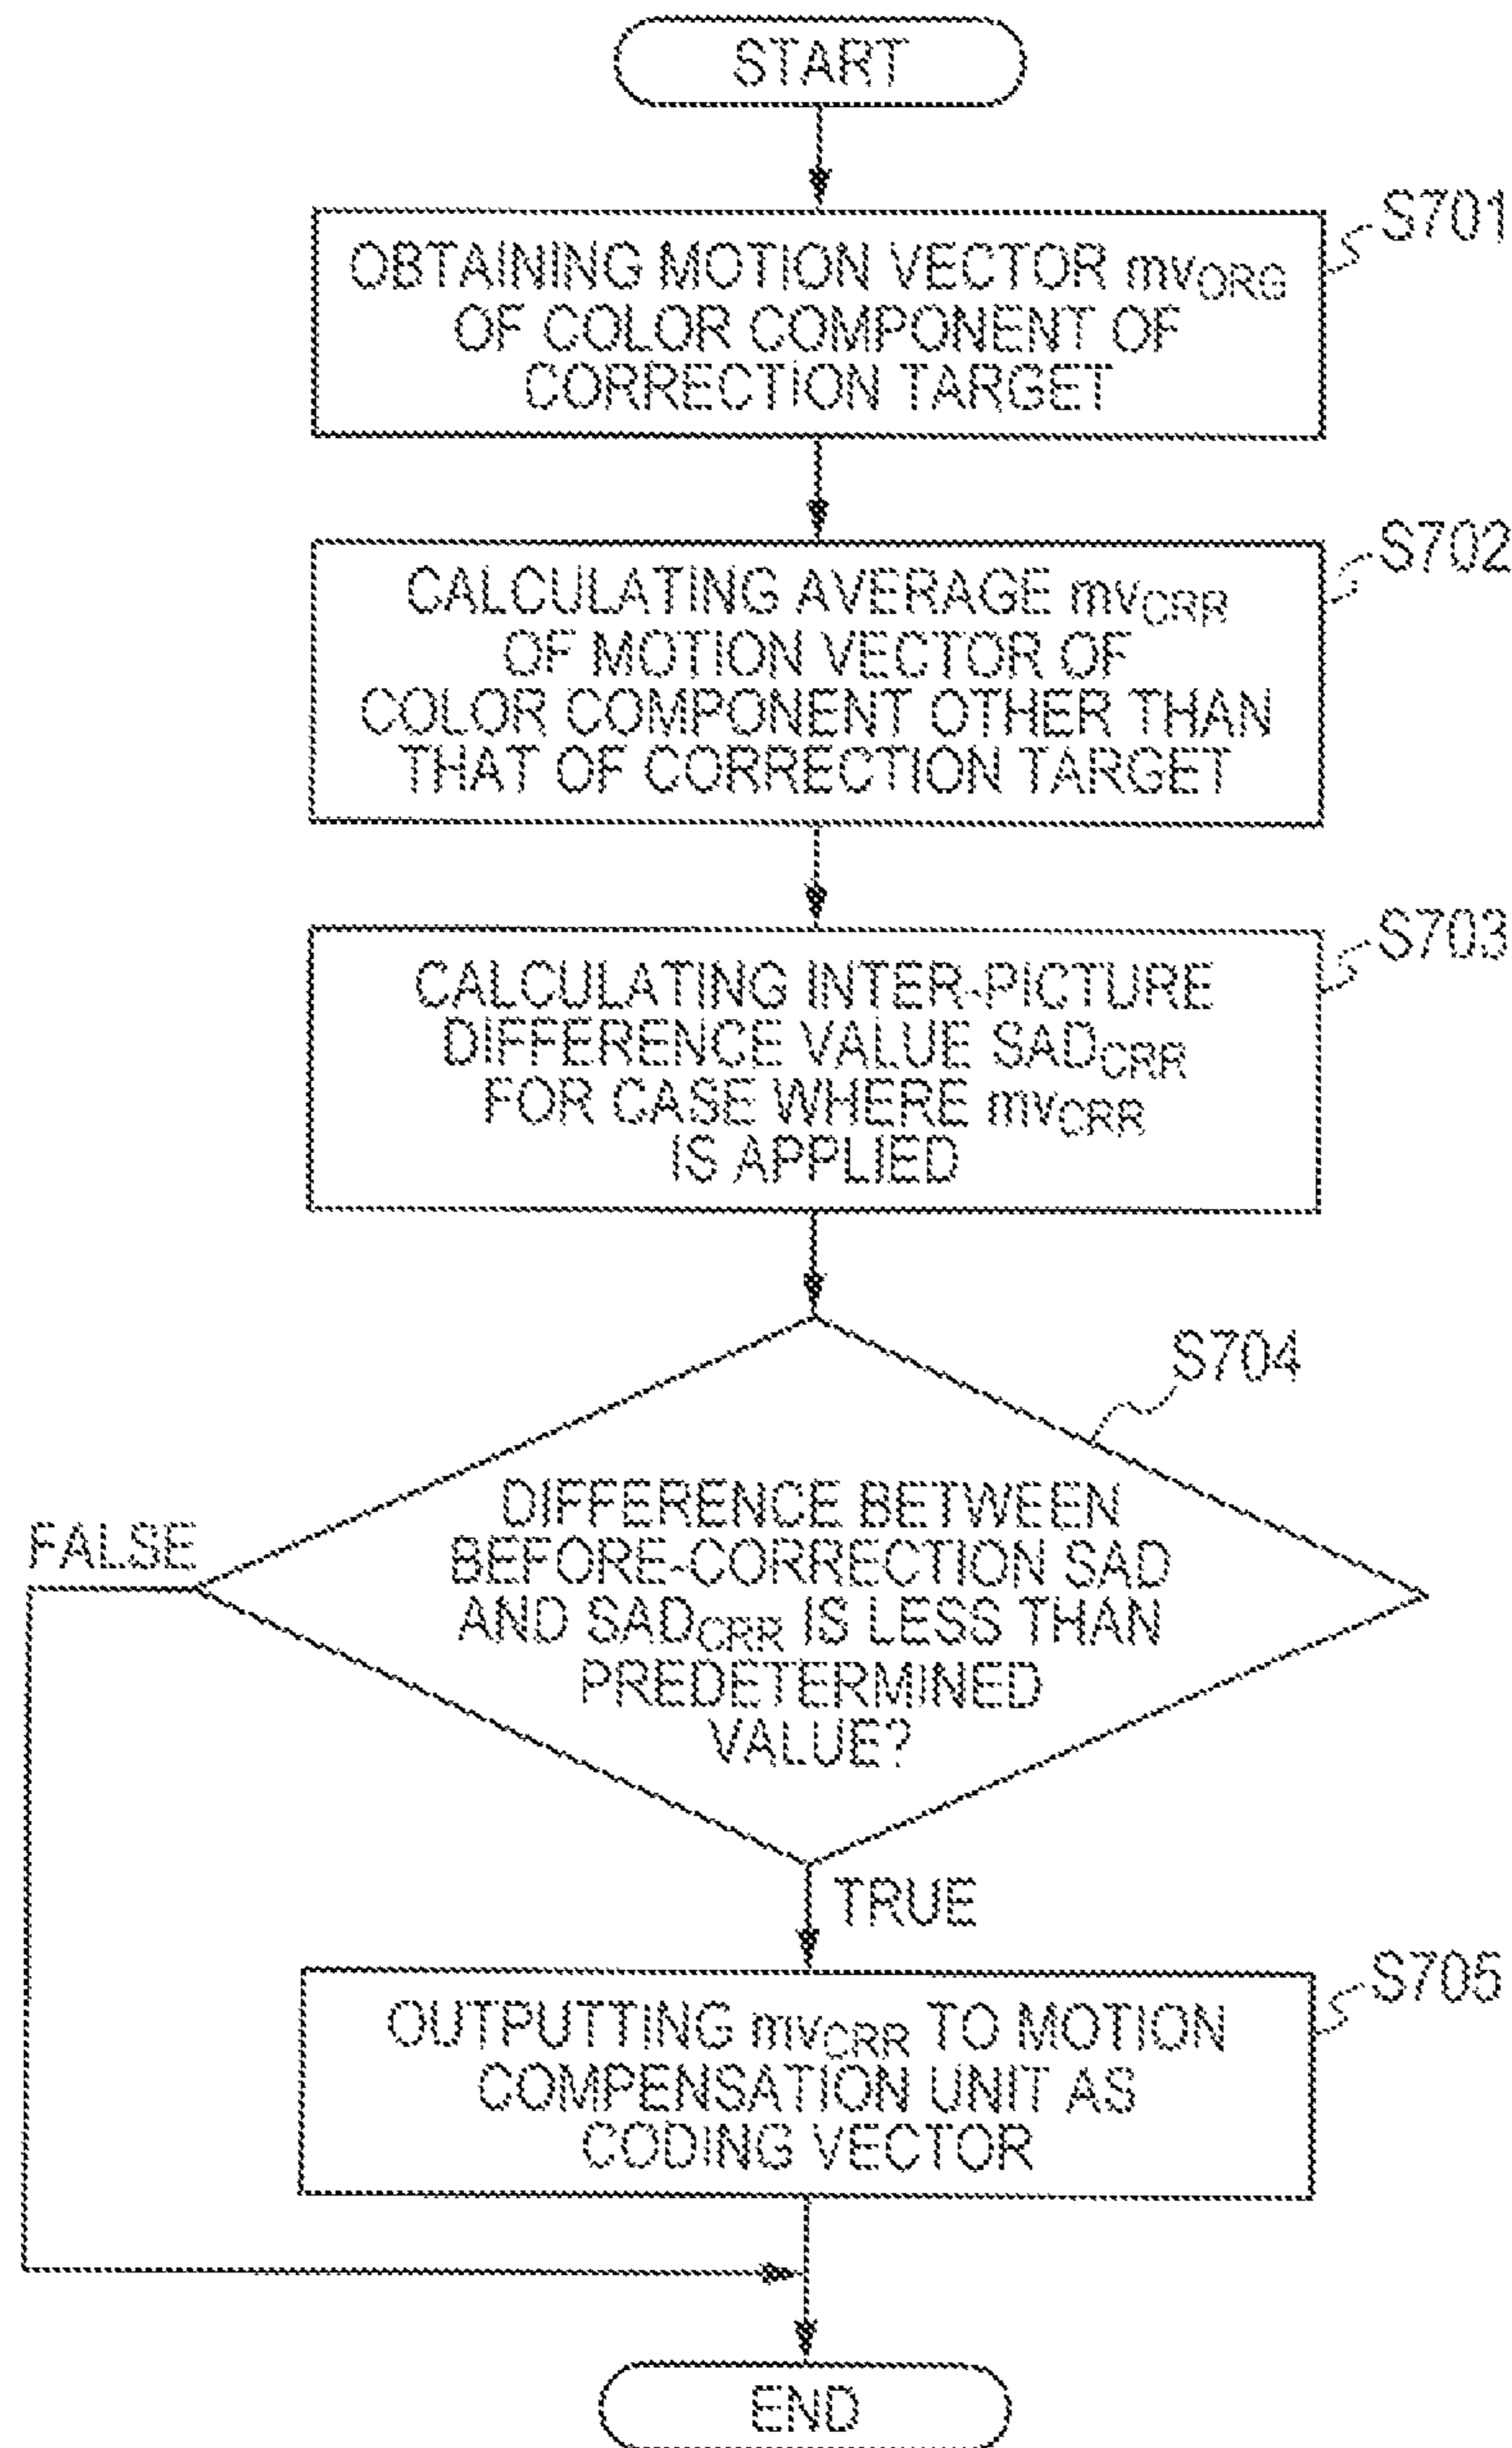 START
S701
OBTAINING MOTION VECTOR mvORG
OF COLOR COMPONENT OF
CORRECTION TARGET
S702
CALCULATING AVERAGE mvCRR
OF MOTION VECTOR OF
COLOR COMPONENT OTHER THAN
THAT OF CORRECTION TARGET
S703
CALCULATING INTER-PICTURE
DIFFERENCE VALUE SADCRR
FOR CASE WHERE mvCRR
IS APPLIED
S704
DIFFERENCE BETWEEN
BEFORE-CORRECTION SAD
AND SADCRR IS LESS THAN
PREDETERMINED
VALUE?
FALSE
TRUE
S705
OUTPUTTING mvCRR TO MOTION
COMPENSATION UNIT AS
CODING VECTOR
END